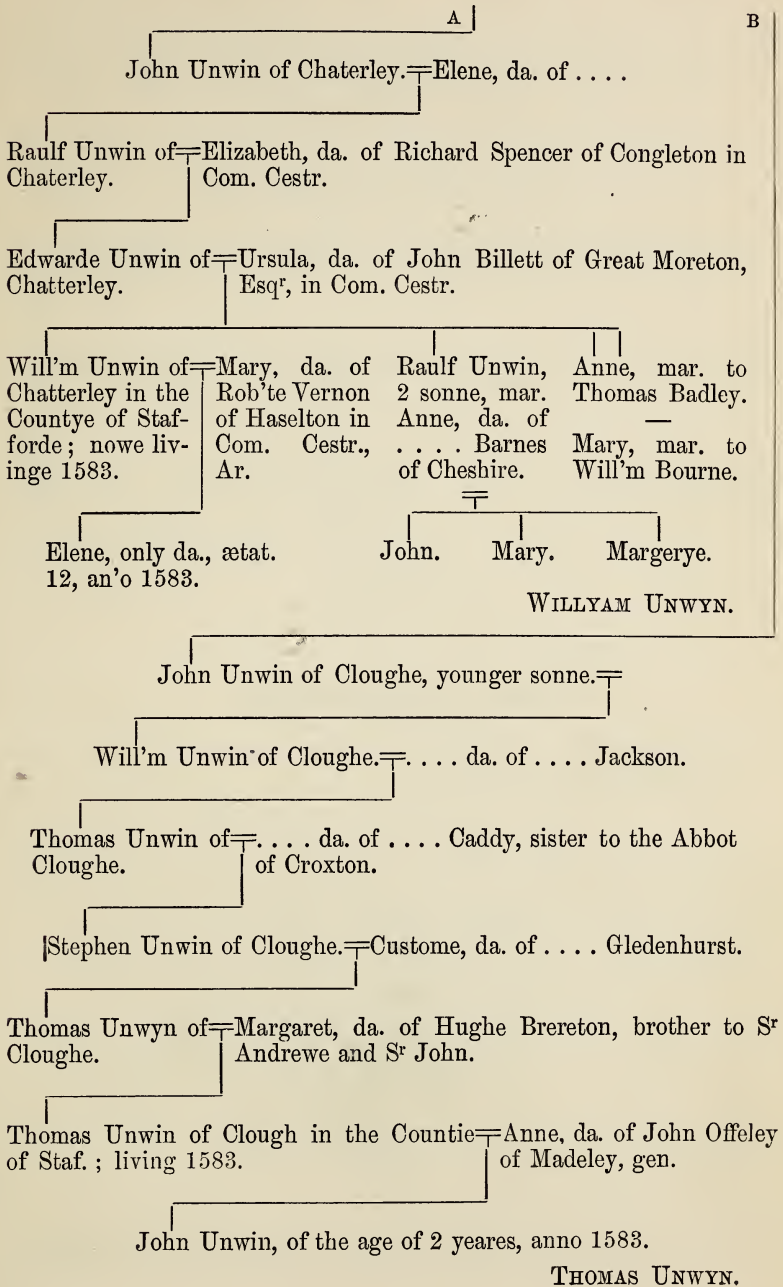 A B
John Unwin of Chaterley.=Elene, da. of . . . .
Raulf Unwin of=Elizabeth, da. of Richard Spencer of Congleton in
Chaterley. Com. Cestr.
Edwarde Unwin of=Ursula, da. of John Billett of Great Moreton,
Chatterley. Esqr, in Com. Cestr.
Will'm Unwin of=Mary, da. of Raulf Unwin, Anne, mar. to
Chatterley in the Rob'te Vernon 2 sonne, mar. Thomas Badley.
Countye of Staf- of Haselton in Anne, da. of —
forde; nowe liv- Com. Cestr., . . . . Barnes Mary, mar. to
inge 1583. Ar. of Cheshire. Will'm Bourne.
Elene, only da., ætat. John. Mary. Margerye.
12, an'o 1583.
WILLYAM UNWYN.
John Unwin of Cloughe, younger sonne.=
Will'm Unwin of Cloughe.=. . . . da. of . . . . Jackson.
Thomas Unwin of=. . . . da. of . . . . Caddy, sister to the Abbot
Cloughe. of Croxton.
Stephen Unwin of Cloughe.=Custome, da. of . . . . Gledenhurst.
Thomas Unwyn of=Margaret, da. of Hughe Brereton, brother to Sr
Cloughe. Andrewe and Sr John.
Thomas Unwin of Clough in the Countie=Anne, da. of John Offeley
of Staf.; living 1583. of Madeley, gen.
John Unwin, of the age of 2 yeares, anno 1583.
THOMAS UNWYN.